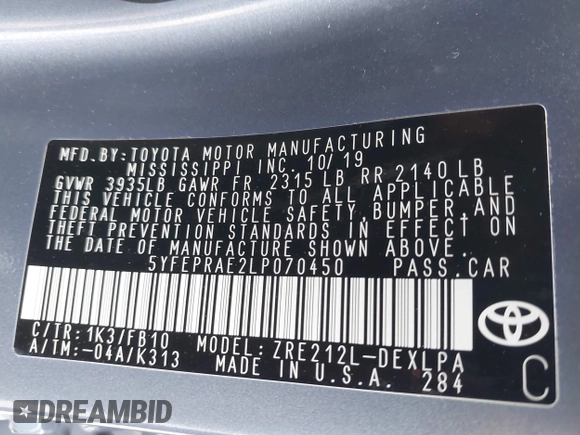 MFD.BY:TOYOTA MOTOR MANUFACTURING
MISSISSIPPI INC. 10/19
GVWR 3935LB GAWR FR 2315 LB RR 2140 LB
THIS VEHICLE CONFORMS TO ALL APPLICABLE
FEDERAL MOTOR VEHICLE SAFETY, BUMPER, AND
THEFT PREVENTION STANDARDS IN EFFECT ON
THE DATE OF MANUFACTURE SHOWN ABOVE.
5YFEPRAE2LP070450 PASS.CAR
C/TR:1K3/FB10 MODEL:ZRE212L-DEXLPA
A/TM:-04A/K313 MADE IN U.S.A. 284
C
DREAMBID